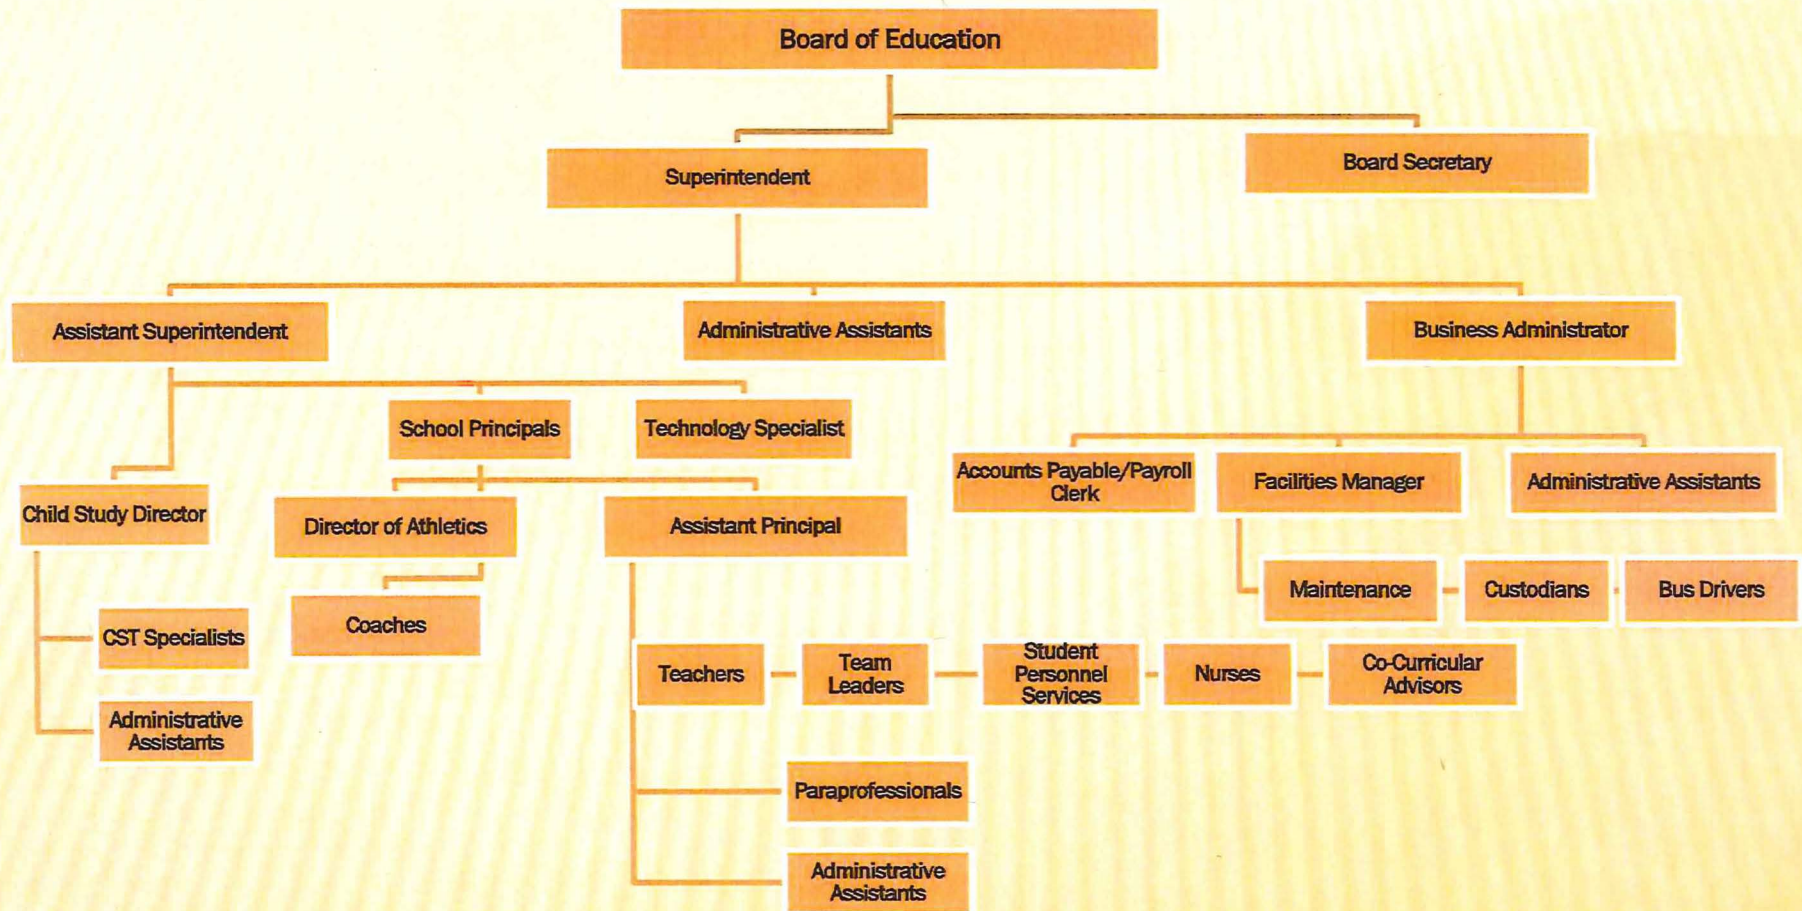 Board of Education
Superintendent
Board Secretary
Assistant Superintendent
Administrative Assistants
Business Administrator
School Principals
Technology Specialist
Accounts Payable/Payroll
Clerk
Facilities Manager
Administrative Assistants
Child Study Director
Director of Athletics
Assistant Principal
Maintenance
Custodians
Bus Drivers
Coaches
CST Specialists
Administrative
Assistants
Teachers
Team
Leaders
Student
Personnel
Services
Nurses
Co-Curricular
Advisors
Paraprofessionals
Administrative
Assistants